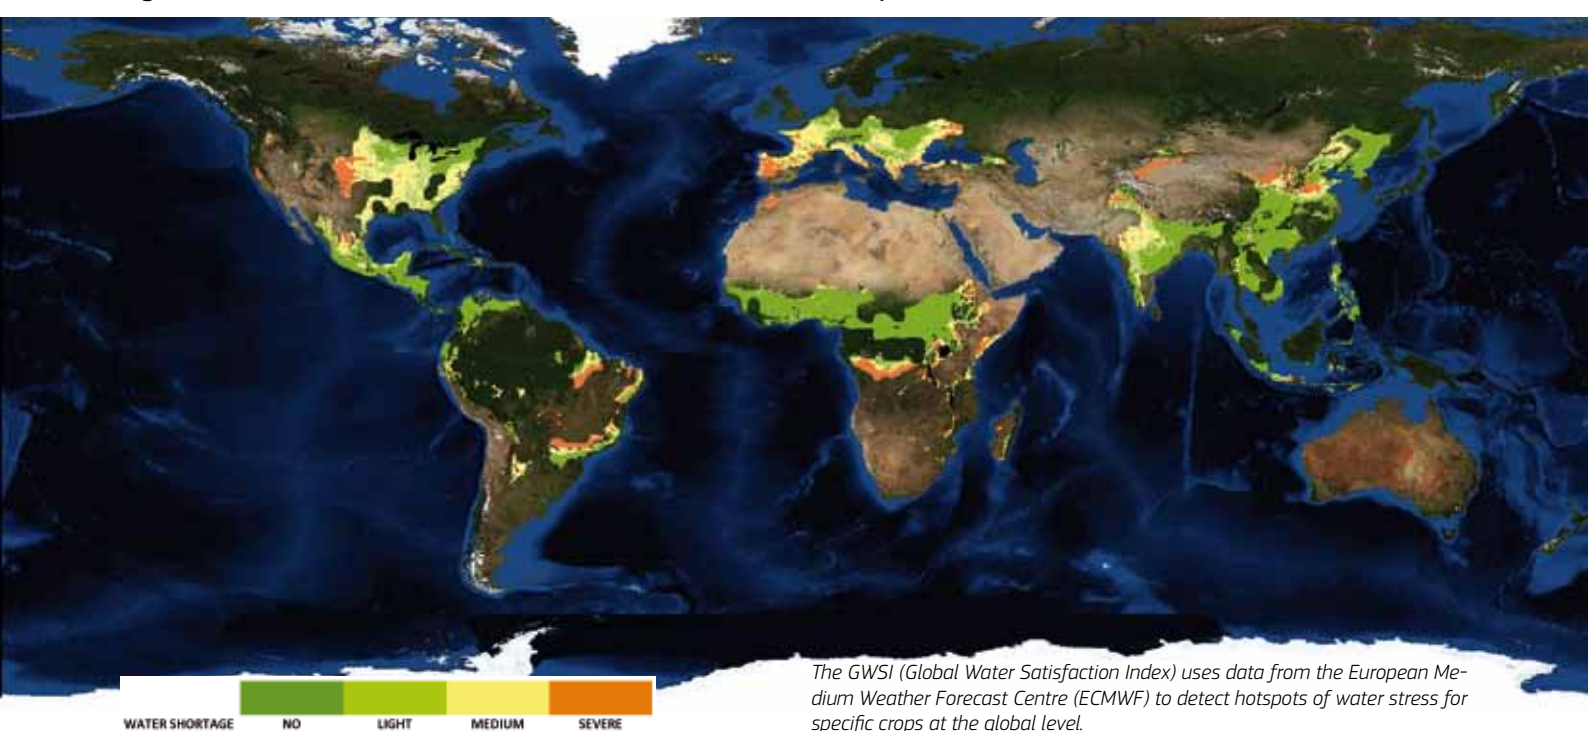 WATER SHORTAGE NO LIGHT MEDIUM SEVERE
The GWSI (Global Water Satisfaction Index) uses data from the European Me-
dium Weather Forecast Centre (ECMWF) to detect hotspots of water stress for
specific crops at the global level.